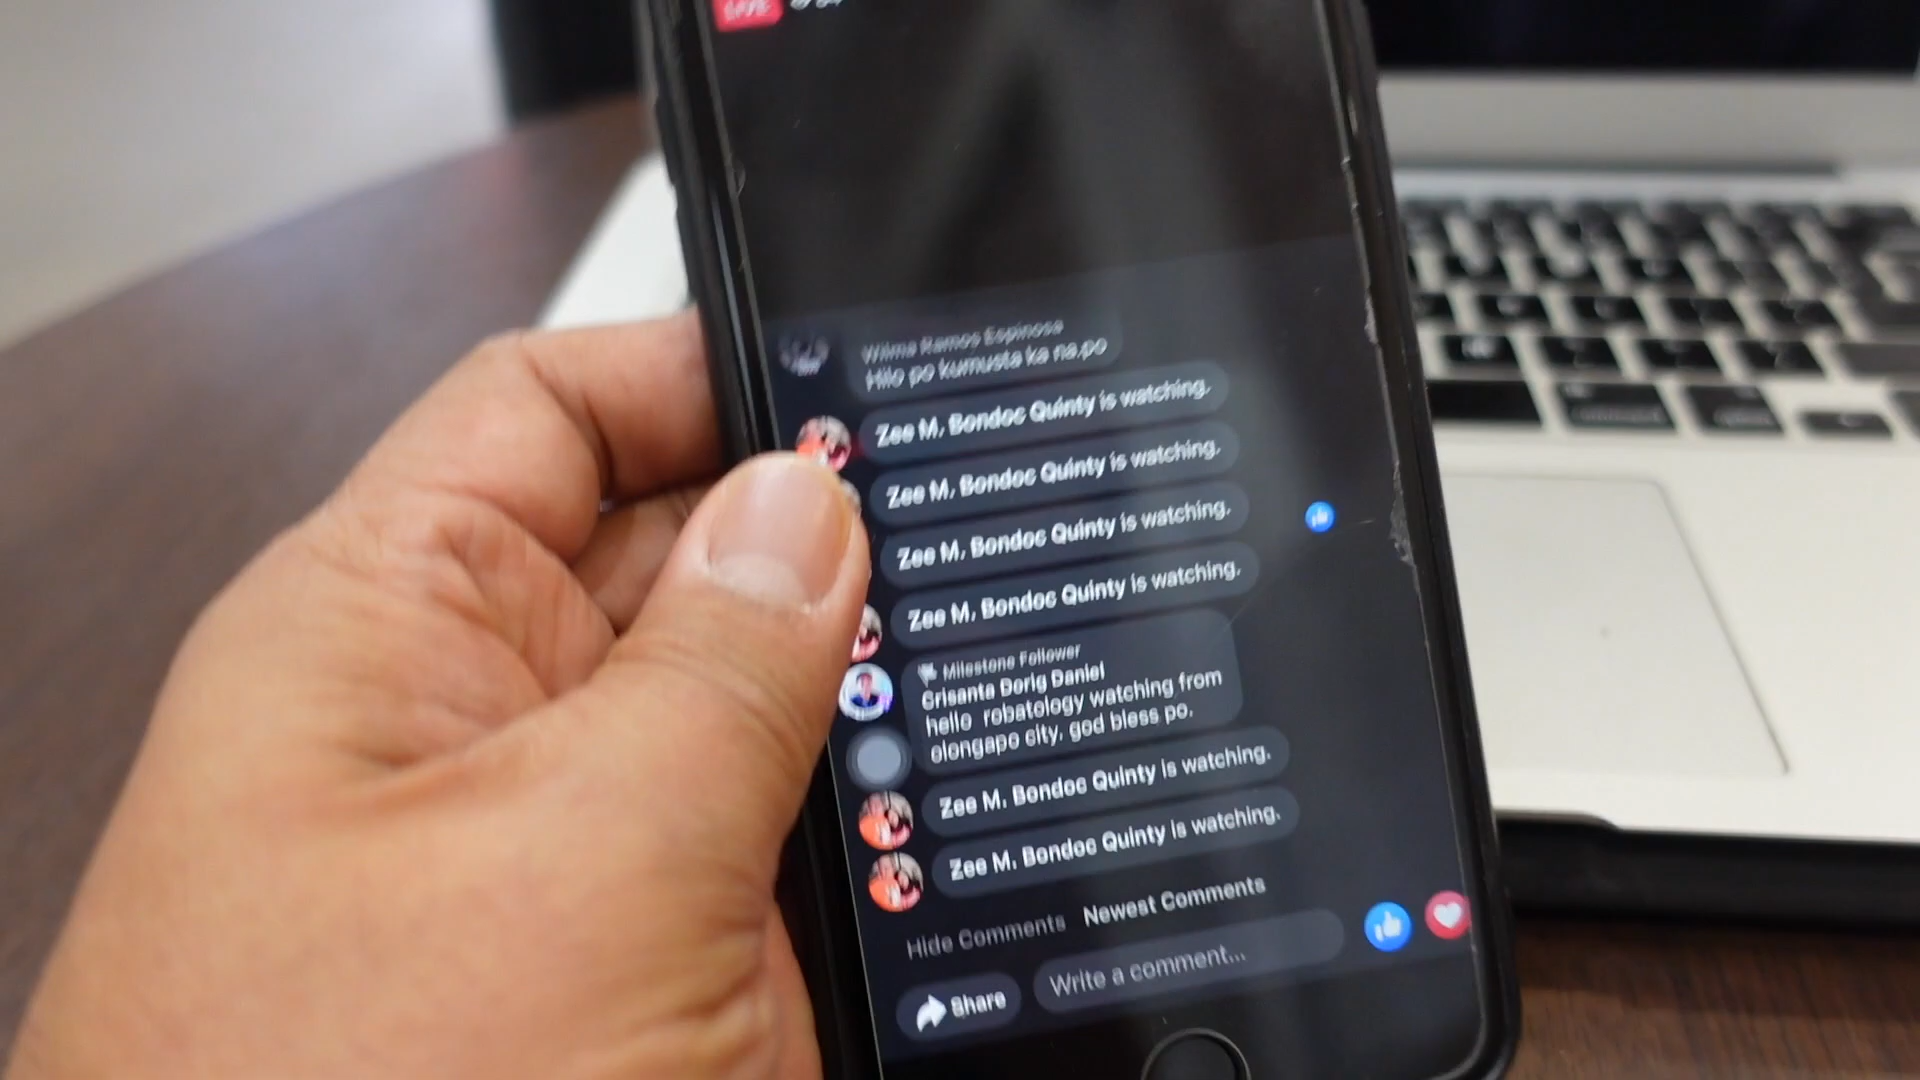 LIVE
Wilma Ramos Espinosa
Hllo po kumusta ka na.po
Zee M. Bondoc Quinty is watching.
Zee M. Bondoc Quinty is watching.
Zee M. Bondoc Quinty is watching.
Zee M. Bondoc Quinty is watching.
Milestone Follower
Crisanta Dorig Daniel
hello robatology watching from
olongapo city. god bless po.
Zee M. Bondoc Quinty is watching.
Zee M. Bondoc Quinty is watching.
Hide Comments Newest Comments
Share Write a comment...